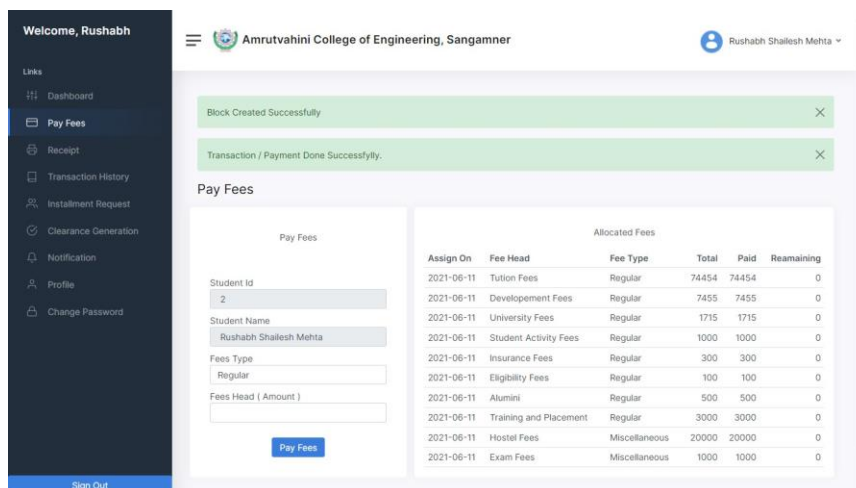 Welcome, Rushabh
Amrutvahini College of Engineering, Sangamner
Rushabh Shailesh Mehta
Links
Dashboard
Pay Fees
Receipt
Transaction History
Installment Request
Clearance Generation
Notification
Profile
Change Password
Sign Out
Block Created Successfully
Transaction / Payment Done Successfylly.
Pay Fees
Pay Fees
Student Id
2
Student Name
Rushabh Shailesh Mehta
Fees Type
Regular
Fees Head ( Amount )
Pay Fees
Allocated Fees
Assign On Fee Head Fee Type Total Paid Reamaining
2021-06-11 Tution Fees Regular 74454 74454 0
2021-06-11 Developement Fees Regular 7455 7455 0
2021-06-11 University Fees Regular 1715 1715 0
2021-06-11 Student Activity Fees Regular 1000 1000 0
2021-06-11 Insurance Fees Regular 300 300 0
2021-06-11 Eligibility Fees Regular 100 100 0
2021-06-11 Alumini Regular 500 500 0
2021-06-11 Training and Placement Regular 3000 3000 0
2021-06-11 Hostel Fees Miscellaneous 20000 20000 0
2021-06-11 Exam Fees Miscellaneous 1000 1000 0